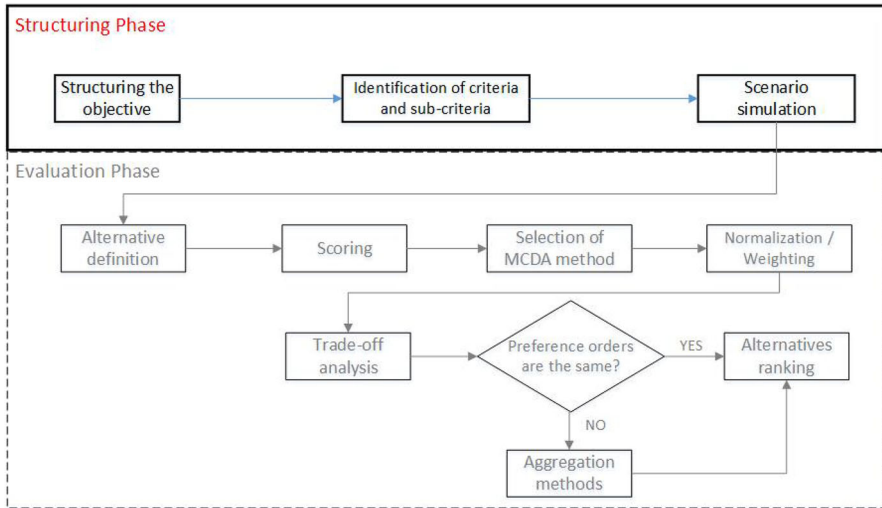 Structuring Phase
Structuring the
objective
Identification of criteria
and sub-criteria
Scenario
simulation
Evaluation Phase
Alternative
definition
Scoring
Selection of
MCDA method
Normalization /
Weighting
Trade-off
analysis
Preference orders
are the same?
YES
Alternatives
ranking
NO
Aggregation
methods